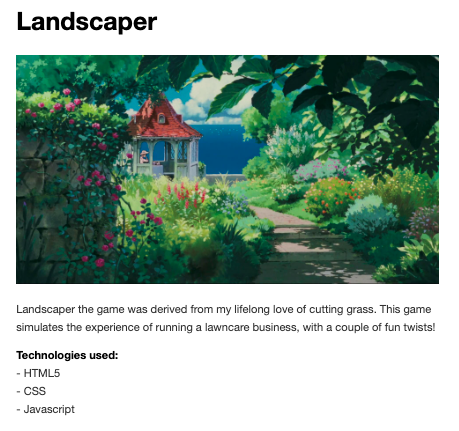 Landscaper
Landscaper the game was derived from my lifelong love of cutting grass. This game
simulates the experience of running a lawncare business, with a couple of fun twists!
Technologies used:
- HTML5
- CSS
- Javascript